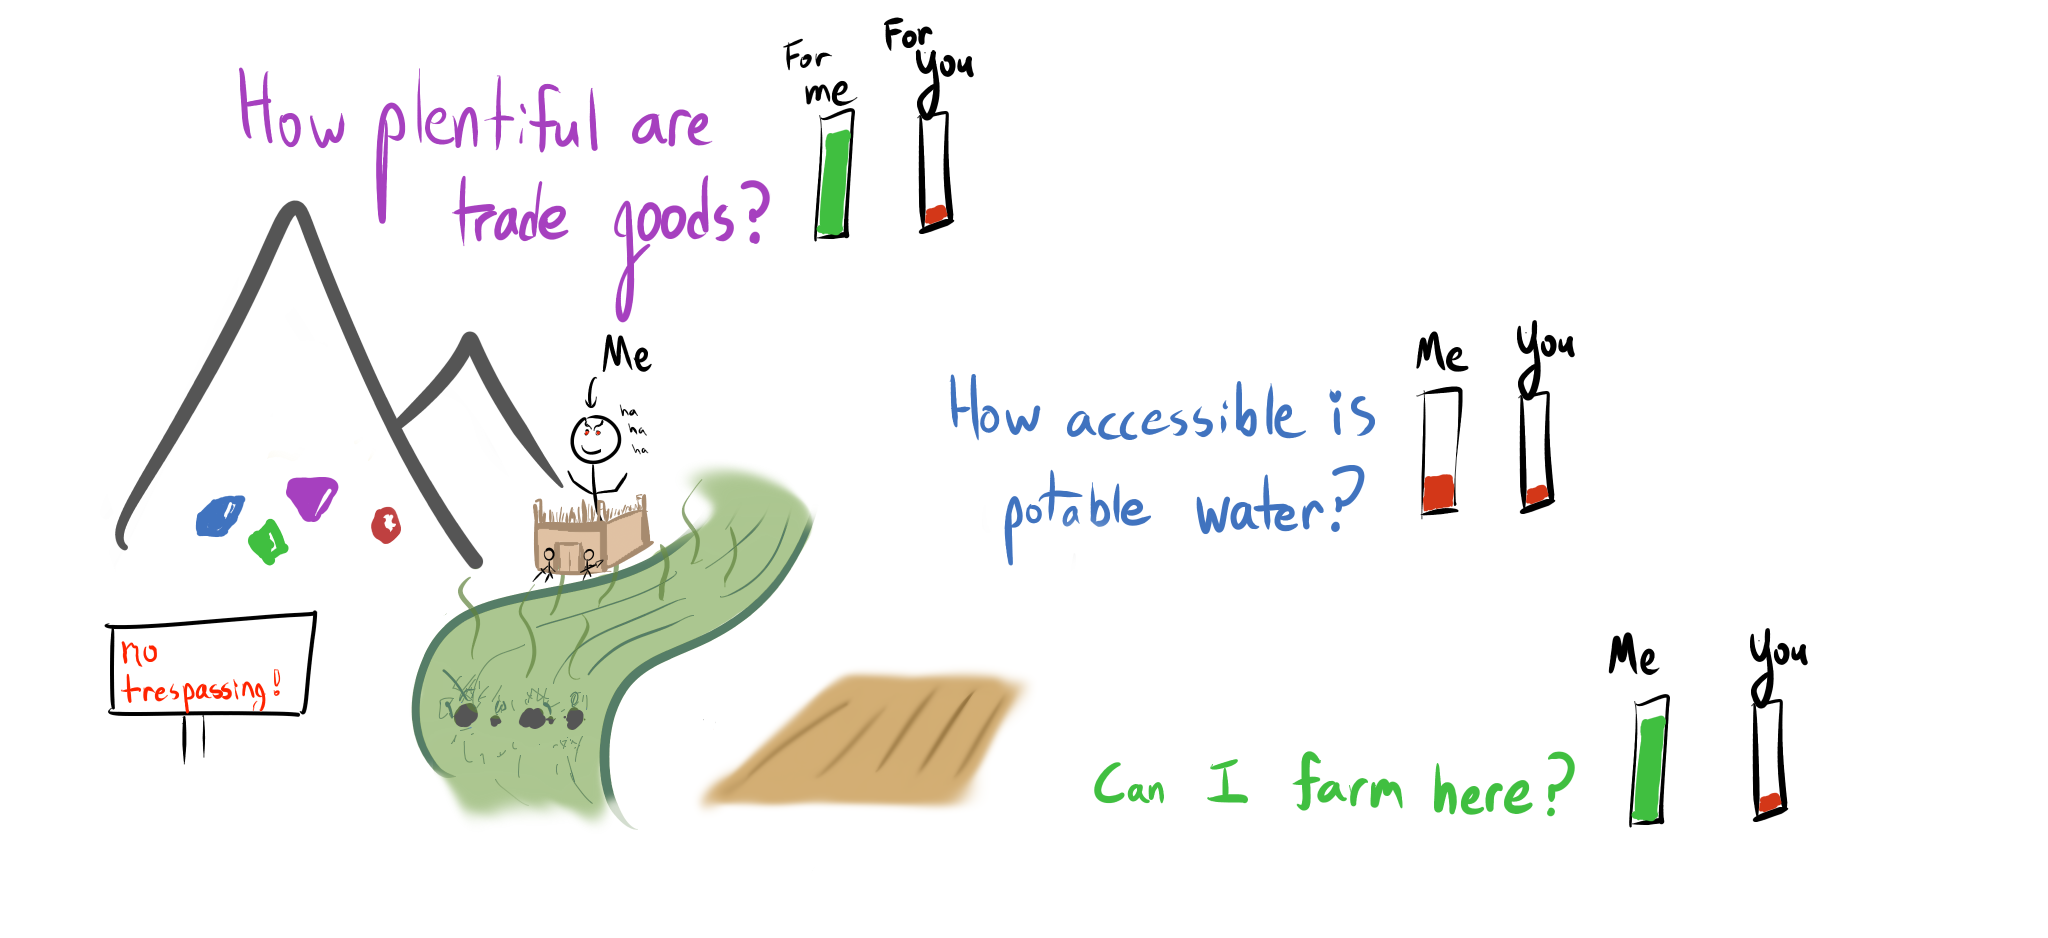 For
me
For
You
How plentiful are
trade goods?
Me
ha
ha
ha
Me
You
How accessible is
potable water?
no
trespassing!
Me
You
Can I farm here?